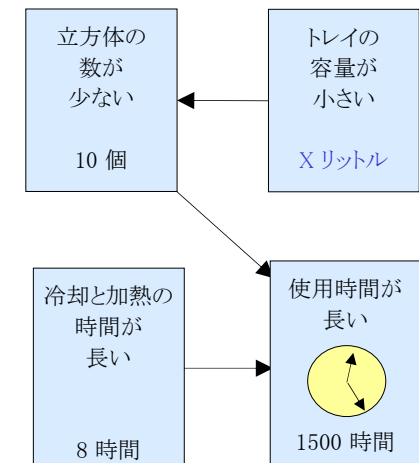 立方体の
数が
少ない
10 個
トレイの
容量が
小さい
X リットル
冷却と加熱の
時間が
長い
8 時間
使用時間が
長い
1500 時間